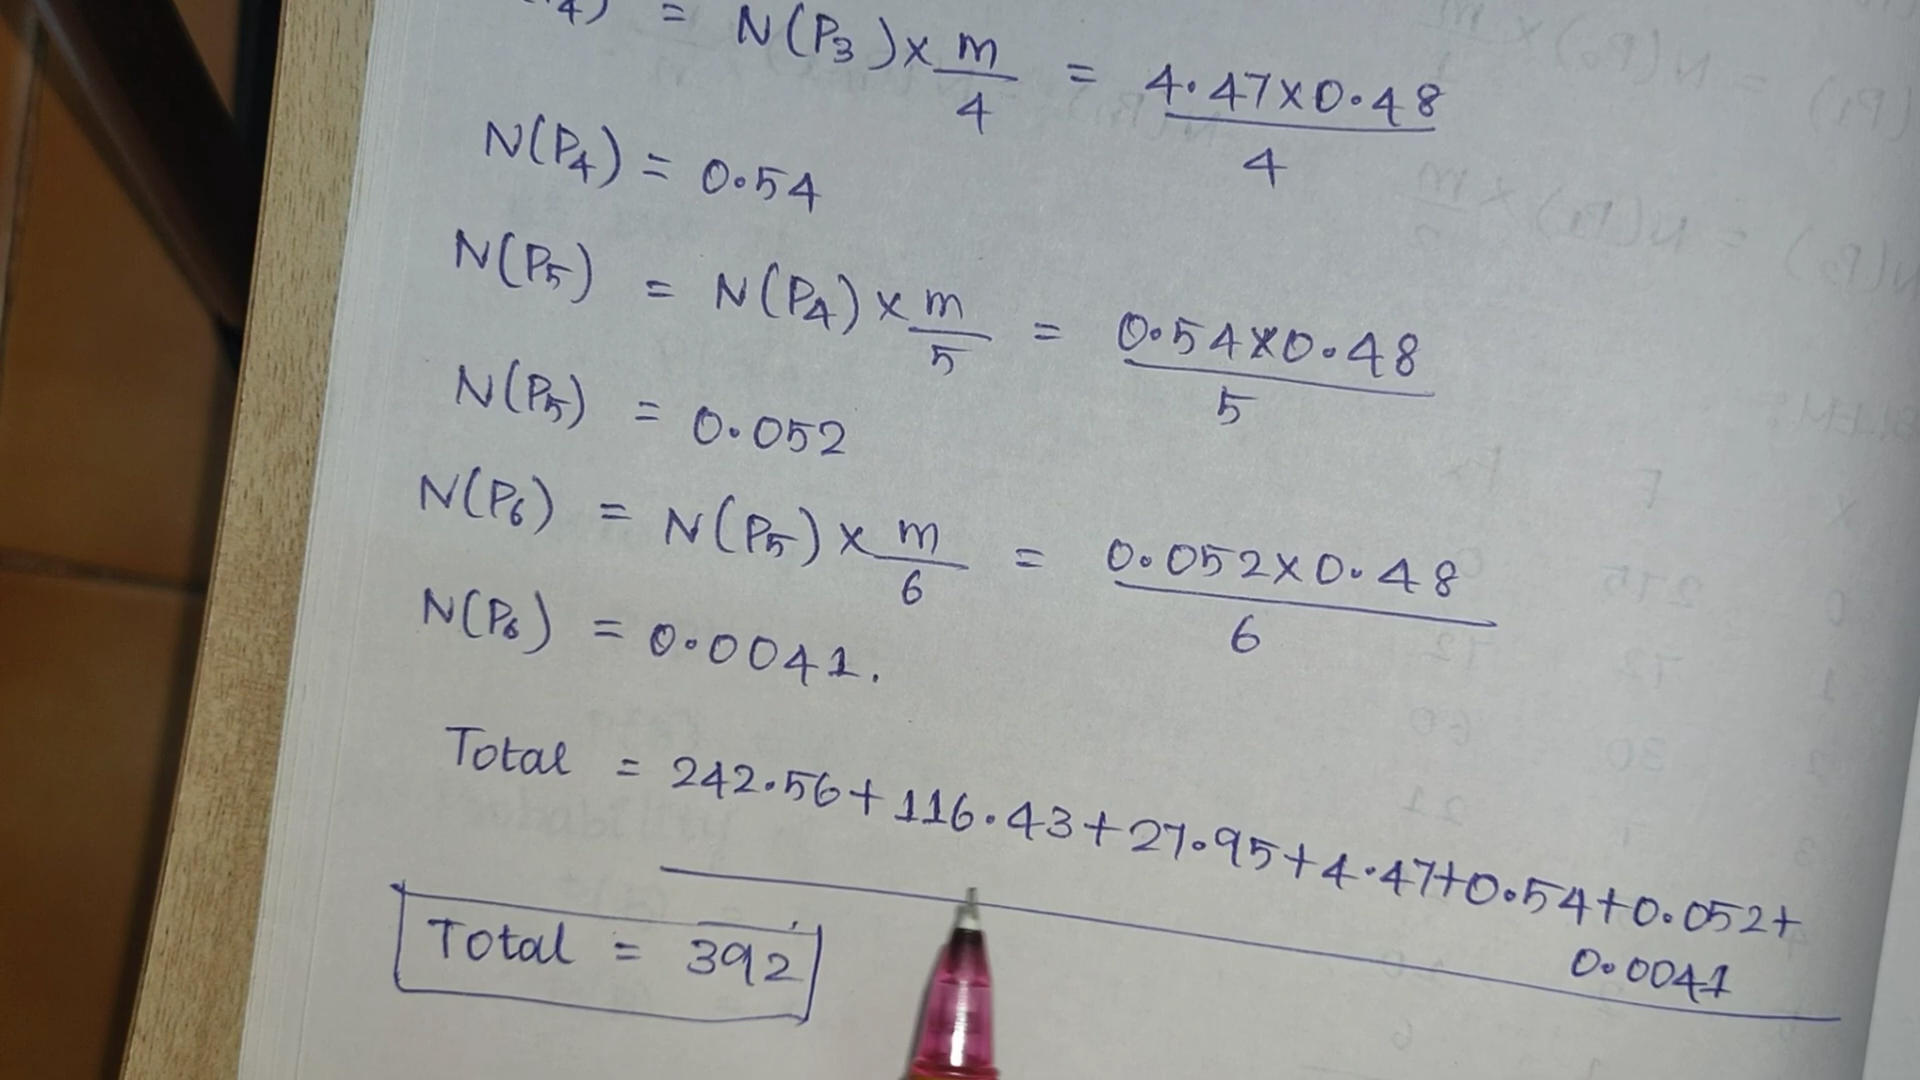 4) = N(P3) x m/4 = 4.47x0.48/4
N(P4) = 0.54
N(P5) = N(P4) x m/5 = 0.54x0.48/5
N(P5) = 0.052
N(P6) = N(P5) x m/6 = 0.052x0.48/6
N(P6) = 0.0041.
Total = 242.56+116.43+27.95+4.47+0.54+0.052+
0.0041
Total = 392